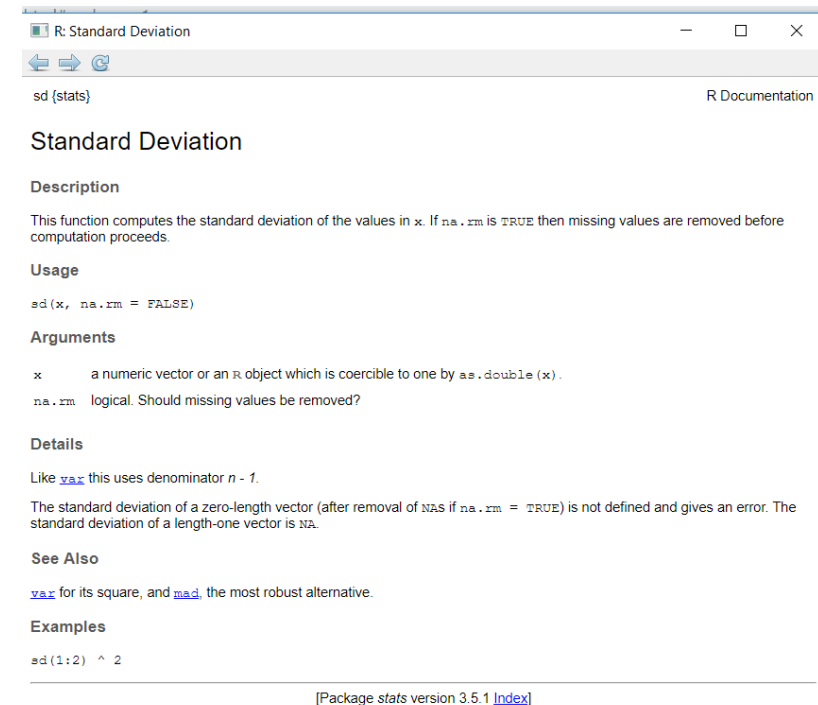 R: Standard Deviation
sd {stats} R Documentation
Standard Deviation
Description
This function computes the standard deviation of the values in x. If na.rm is TRUE then missing values are removed before
computation proceeds.
Usage
sd(x, na.rm = FALSE)
Arguments
x a numeric vector or an R object which is coercible to one by as.double(x).
na.rm logical. Should missing values be removed?
Details
Like var this uses denominator n - 1.
The standard deviation of a zero-length vector (after removal of NAs if na.rm = TRUE) is not defined and gives an error. The
standard deviation of a length-one vector is NA.
See Also
var for its square, and mad, the most robust alternative.
Examples
sd(1:2) ^ 2
[Package stats version 3.5.1 Index]